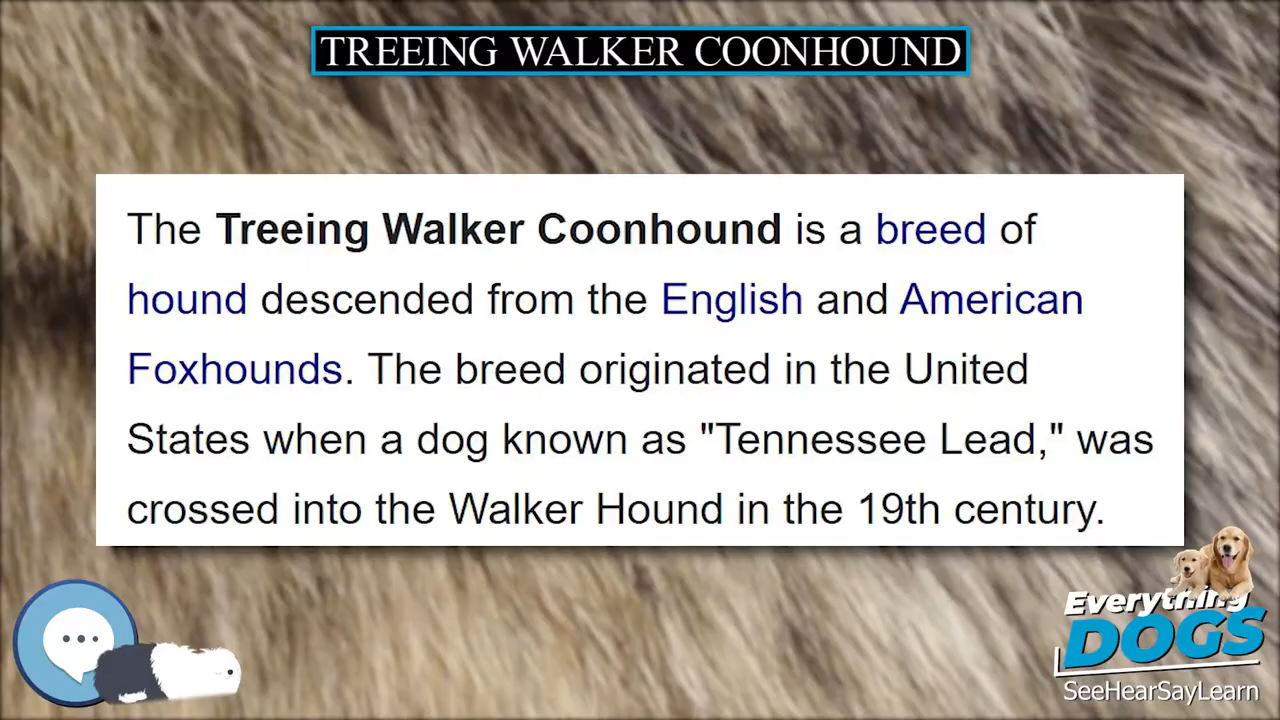 TREEING WALKER COONHOUND
The Treeing Walker Coonhound is a breed of
hound descended from the English and American
Foxhounds. The breed originated in the United
States when a dog known as "Tennessee Lead," was
crossed into the Walker Hound in the 19th century.
Everything
DOGS
SeeHearSayLearn